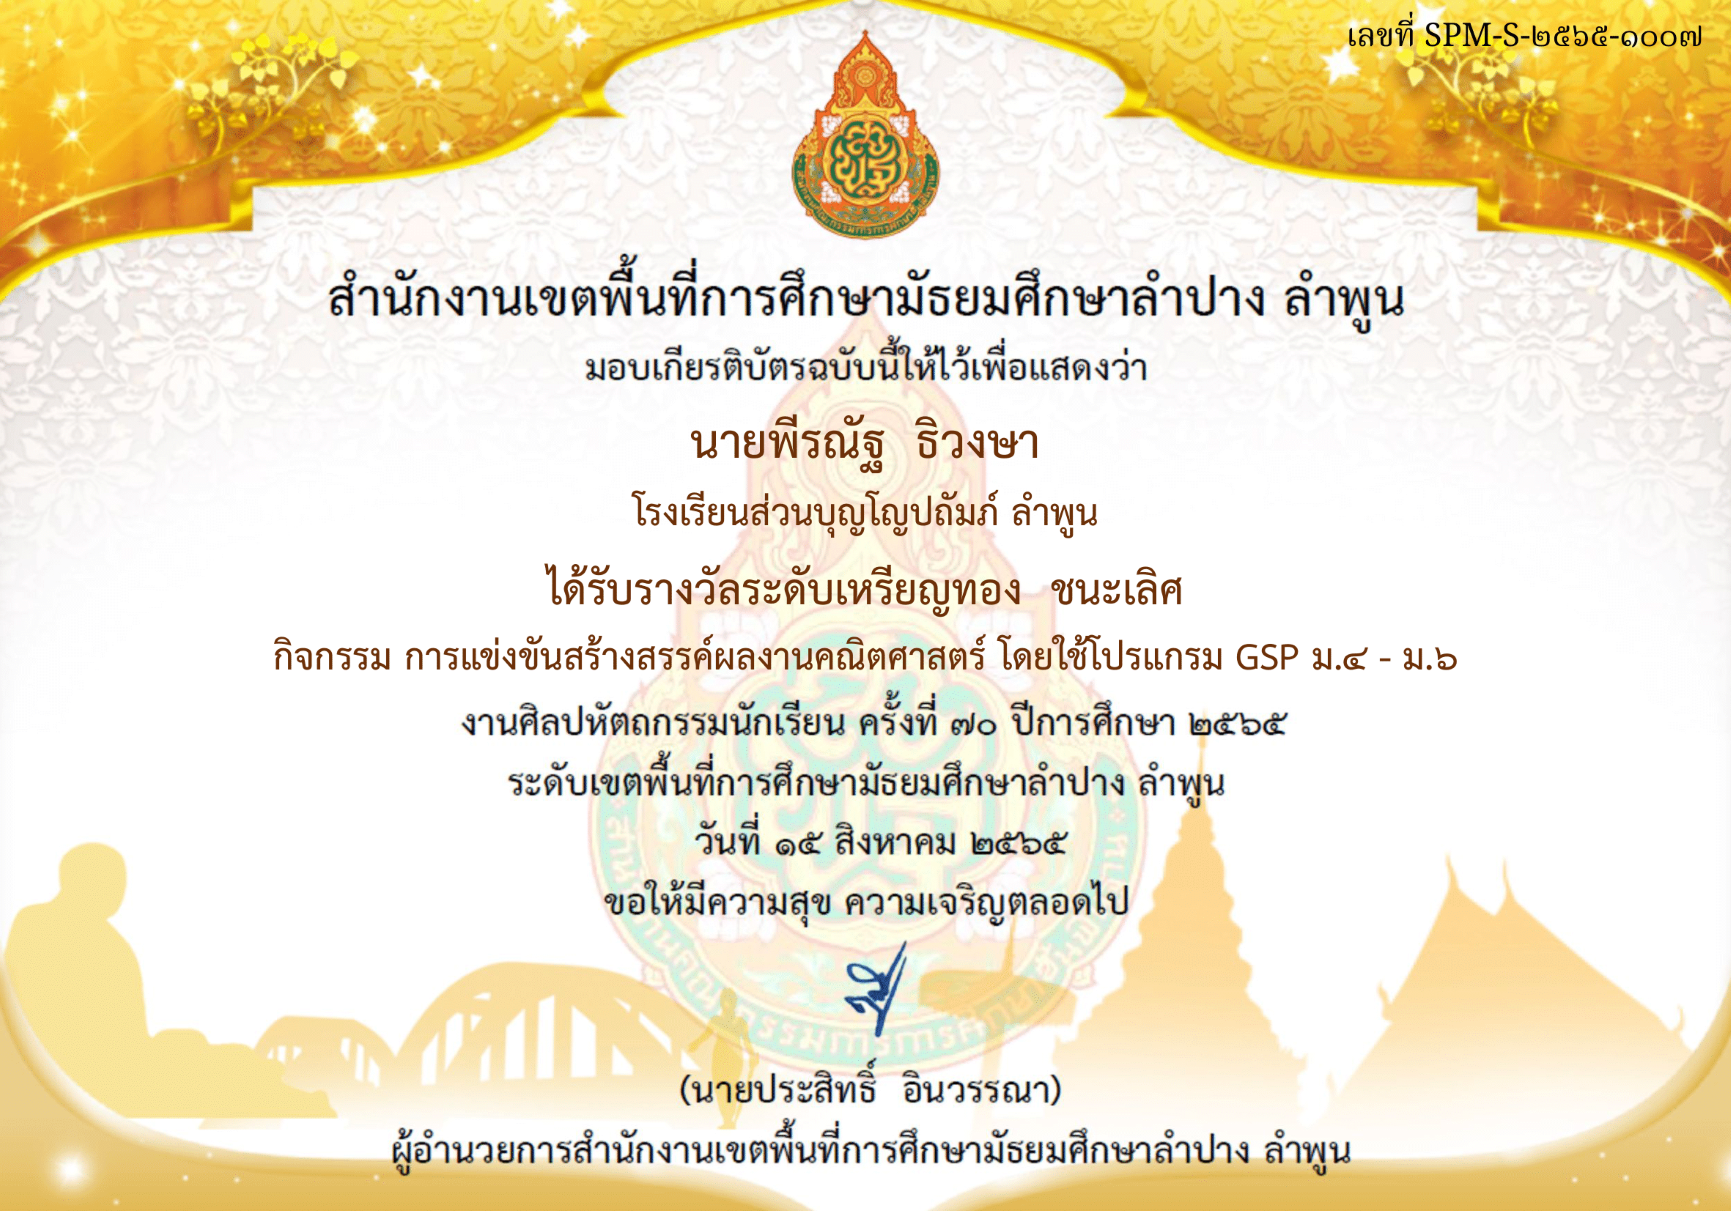 เลขที่ SPM-S-๒๕๖๕-๑๐๐๗
สำนักงานเขตพื้นที่การศึกษามัธยมศึกษาลำปาง ลำพูน
มอบเกียรติบัตรฉบับนี้ให้ไว้เพื่อแสดงว่า
นายพีรณัฐ ธิวงษา
โรงเรียนส่วนบุญโญปถัมภ์ ลำพูน
ได้รับรางวัลระดับเหรียญทอง ชนะเลิศ
กิจกรรม การแข่งขันสร้างสรรค์ผลงานคณิตศาสตร์ โดยใช้โปรแกรม GSP ม.๔ - ม.๖
งานศิลปหัตถกรรมนักเรียน ครั้งที่ ๗๐ ปีการศึกษา ๒๕๖๕
ระดับเขตพื้นที่การศึกษามัธยมศึกษาลำปาง ลำพูน
วันที่ ๑๕ สิงหาคม ๒๕๖๕
ขอให้มีความสุข ความเจริญตลอดไป
(นายประสิทธิ์ อินวรรณา)
ผู้อำนวยการสำนักงานเขตพื้นที่การศึกษามัธยมศึกษาลำปาง ลำพูน